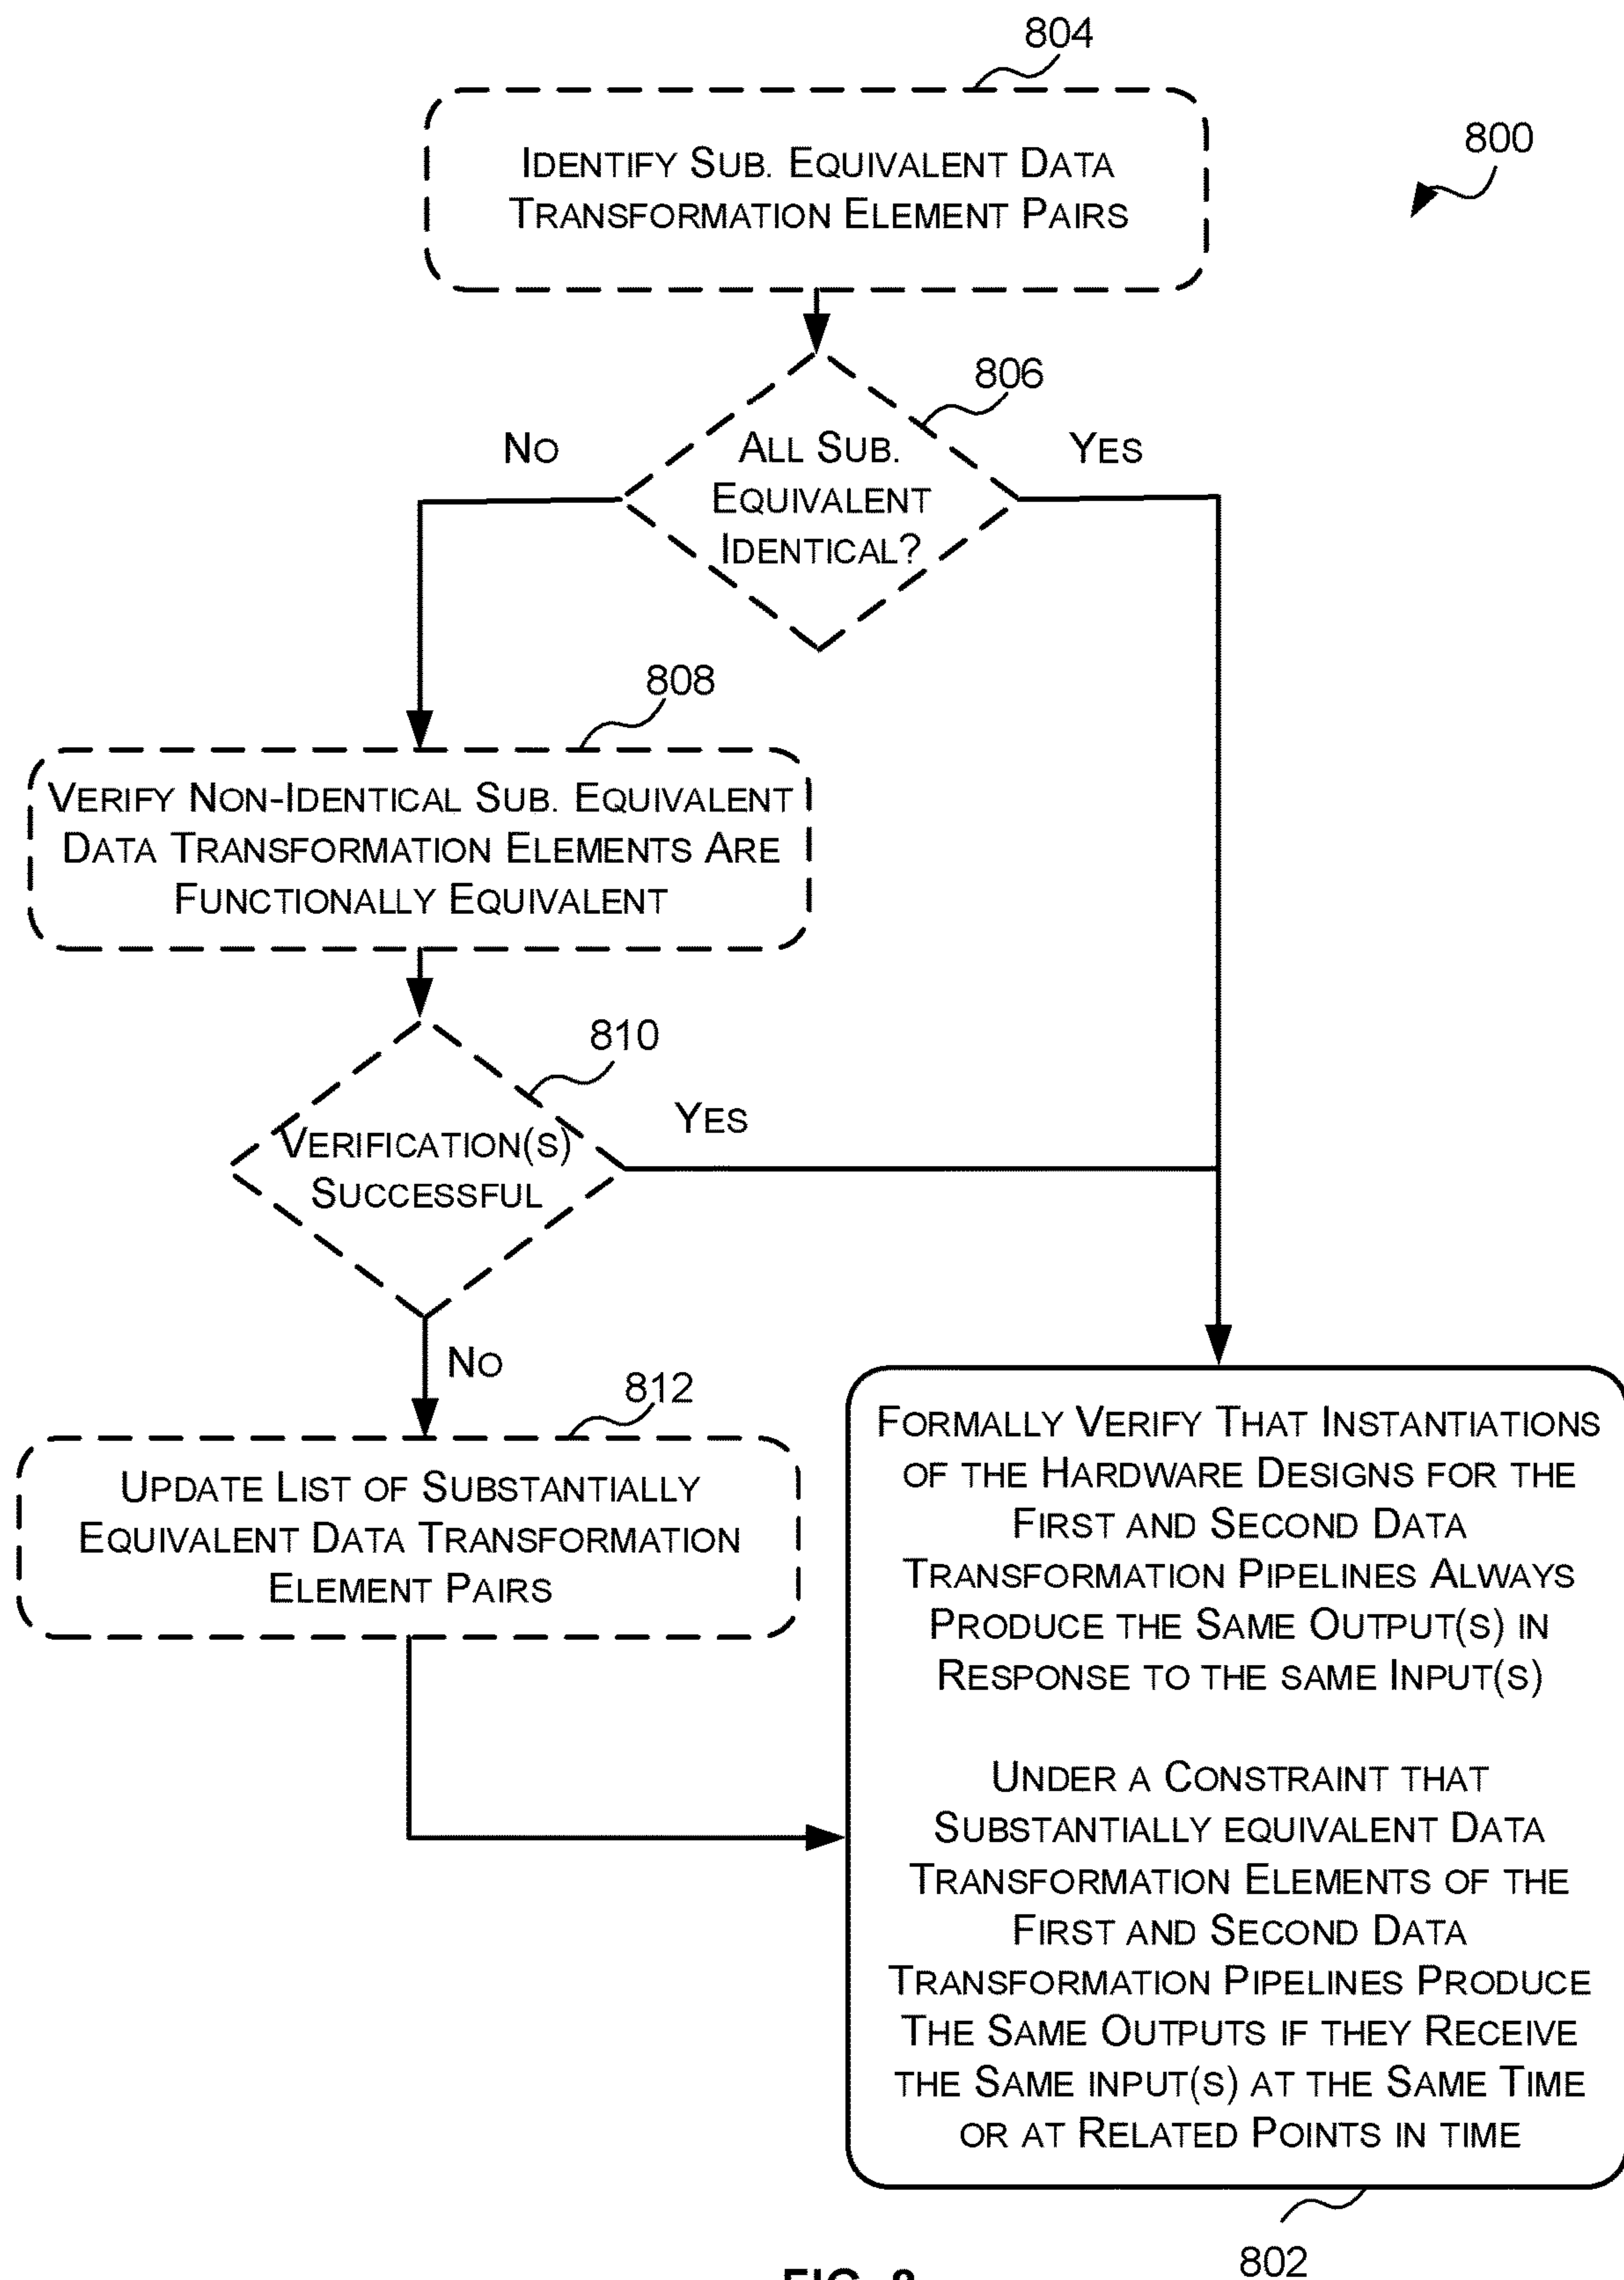 804
800
IDENTIFY SUB. EQUIVALENT DATA
TRANSFORMATION ELEMENT PAIRS
806
NO
YES
ALL SUB.
EQUIVALENT
IDENTICAL?
808
VERIFY NON-IDENTICAL SUB. EQUIVALENT
DATA TRANSFORMATION ELEMENTS ARE
FUNCTIONALLY EQUIVALENT
810
YES
VERIFICATION(S)
SUCCESSFUL
NO
812
UPDATE LIST OF SUBSTANTIALLY
EQUIVALENT DATA TRANSFORMATION
ELEMENT PAIRS
FORMALLY VERIFY THAT INSTANTIATIONS
OF THE HARDWARE DESIGNS FOR THE
FIRST AND SECOND DATA
TRANSFORMATION PIPELINES ALWAYS
PRODUCE THE SAME OUTPUT(S) IN
RESPONSE TO THE SAME INPUT(S)
UNDER A CONSTRAINT THAT
SUBSTANTIALLY EQUIVALENT DATA
TRANSFORMATION ELEMENTS OF THE
FIRST AND SECOND DATA
TRANSFORMATION PIPELINES PRODUCE
THE SAME OUTPUTS IF THEY RECEIVE
THE SAME INPUT(S) AT THE SAME TIME
OR AT RELATED POINTS IN TIME
802